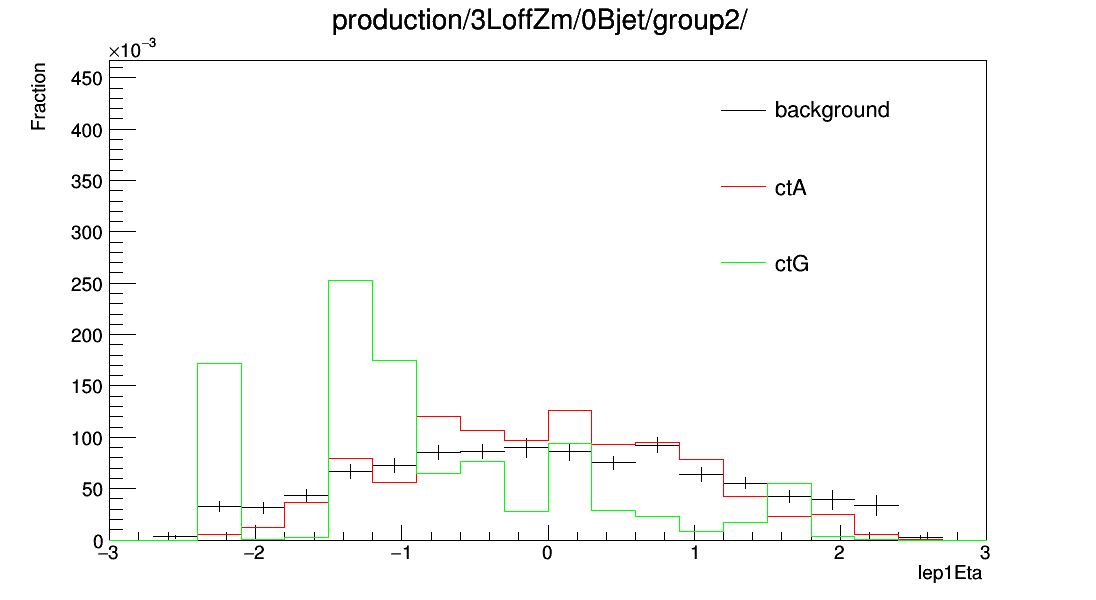 production/3LoffZm/0Bjet/group2/
×10⁻³
Fraction
450
400
350
300
250
200
150
100
50
0
background
ctA
ctG
−3 −2 −1 0 1 2 3
lep1Eta